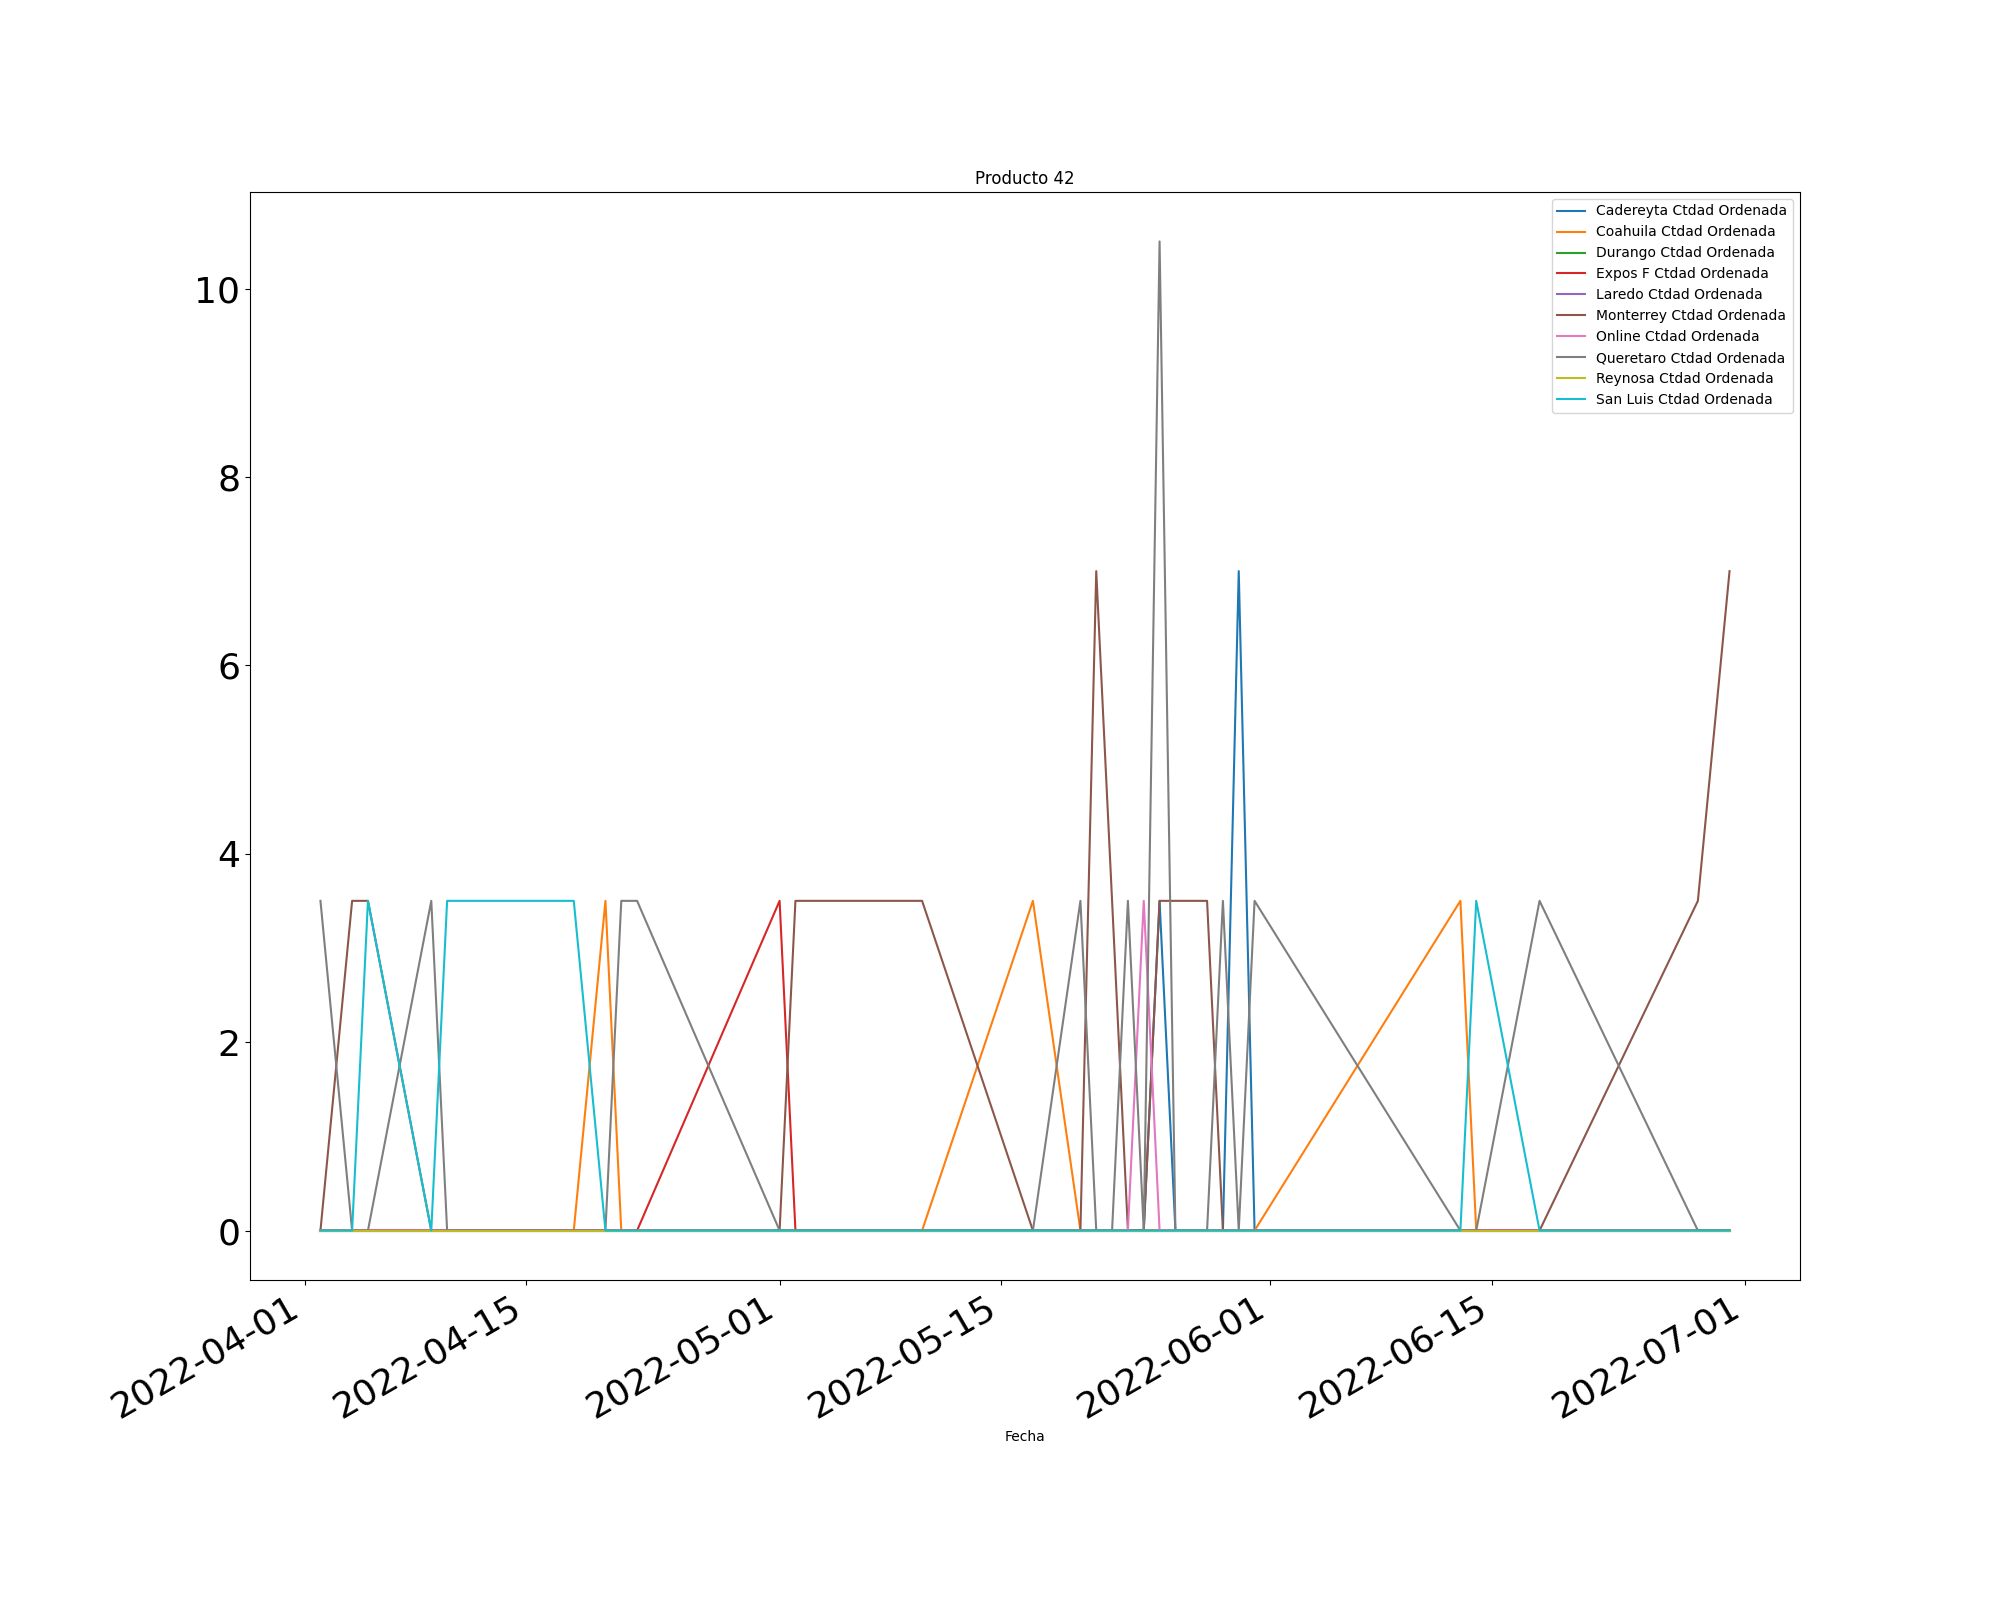 Producto 42
Cadereyta Ctdad Ordenada
Coahuila Ctdad Ordenada
Durango Ctdad Ordenada
Expos F Ctdad Ordenada
Laredo Ctdad Ordenada
Monterrey Ctdad Ordenada
Online Ctdad Ordenada
Queretaro Ctdad Ordenada
Reynosa Ctdad Ordenada
San Luis Ctdad Ordenada
10
8
6
4
2
0
2022-04-01
2022-04-15
2022-05-01
2022-05-15
2022-06-01
2022-06-15
2022-07-01
Fecha